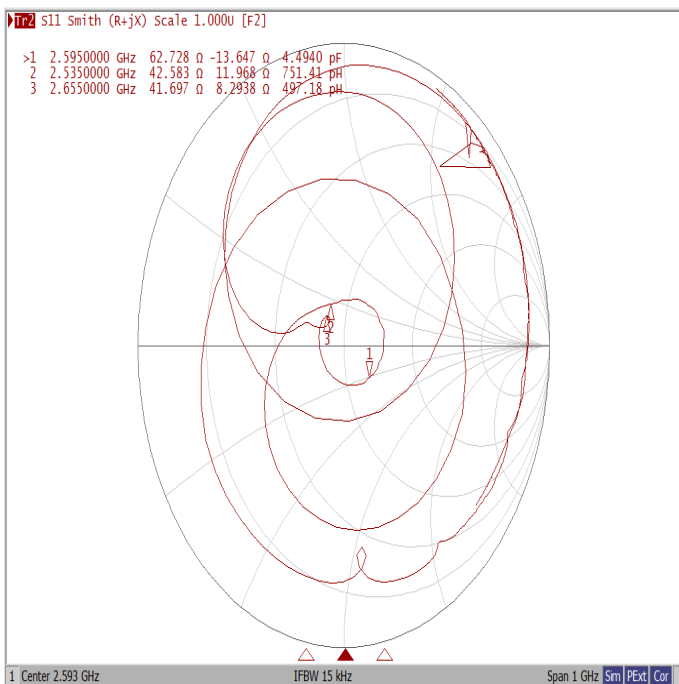 Tr2 S11 Smith (R+jX) Scale 1.000U [F2]
>1 2.5950000 GHz 62.728 Ω -13.647 Ω 4.4940 pF
2 2.5350000 GHz 42.583 Ω 11.968 Ω 751.41 pH
3 2.6550000 GHz 41.697 Ω 8.2938 Ω 497.18 pH
2
3
1
1 Center 2.593 GHz IFBW 15 kHz Span 1 GHz Sim PExt Cor